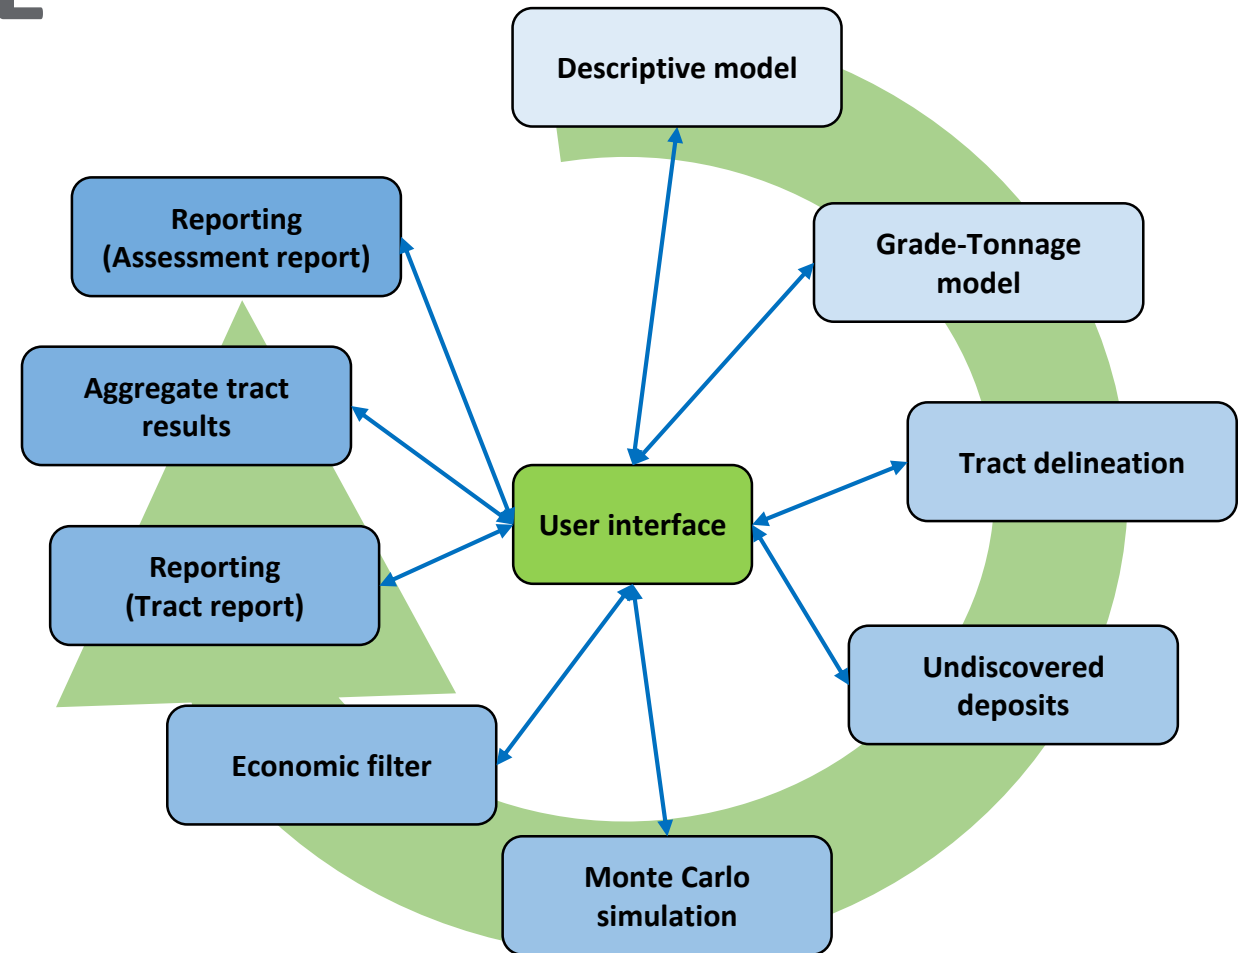 Descriptive model
Grade-Tonnage
model
Tract delineation
Undiscovered
deposits
Monte Carlo
simulation
Economic filter
Reporting
(Tract report)
Aggregate tract
results
Reporting
(Assessment report)
User interface